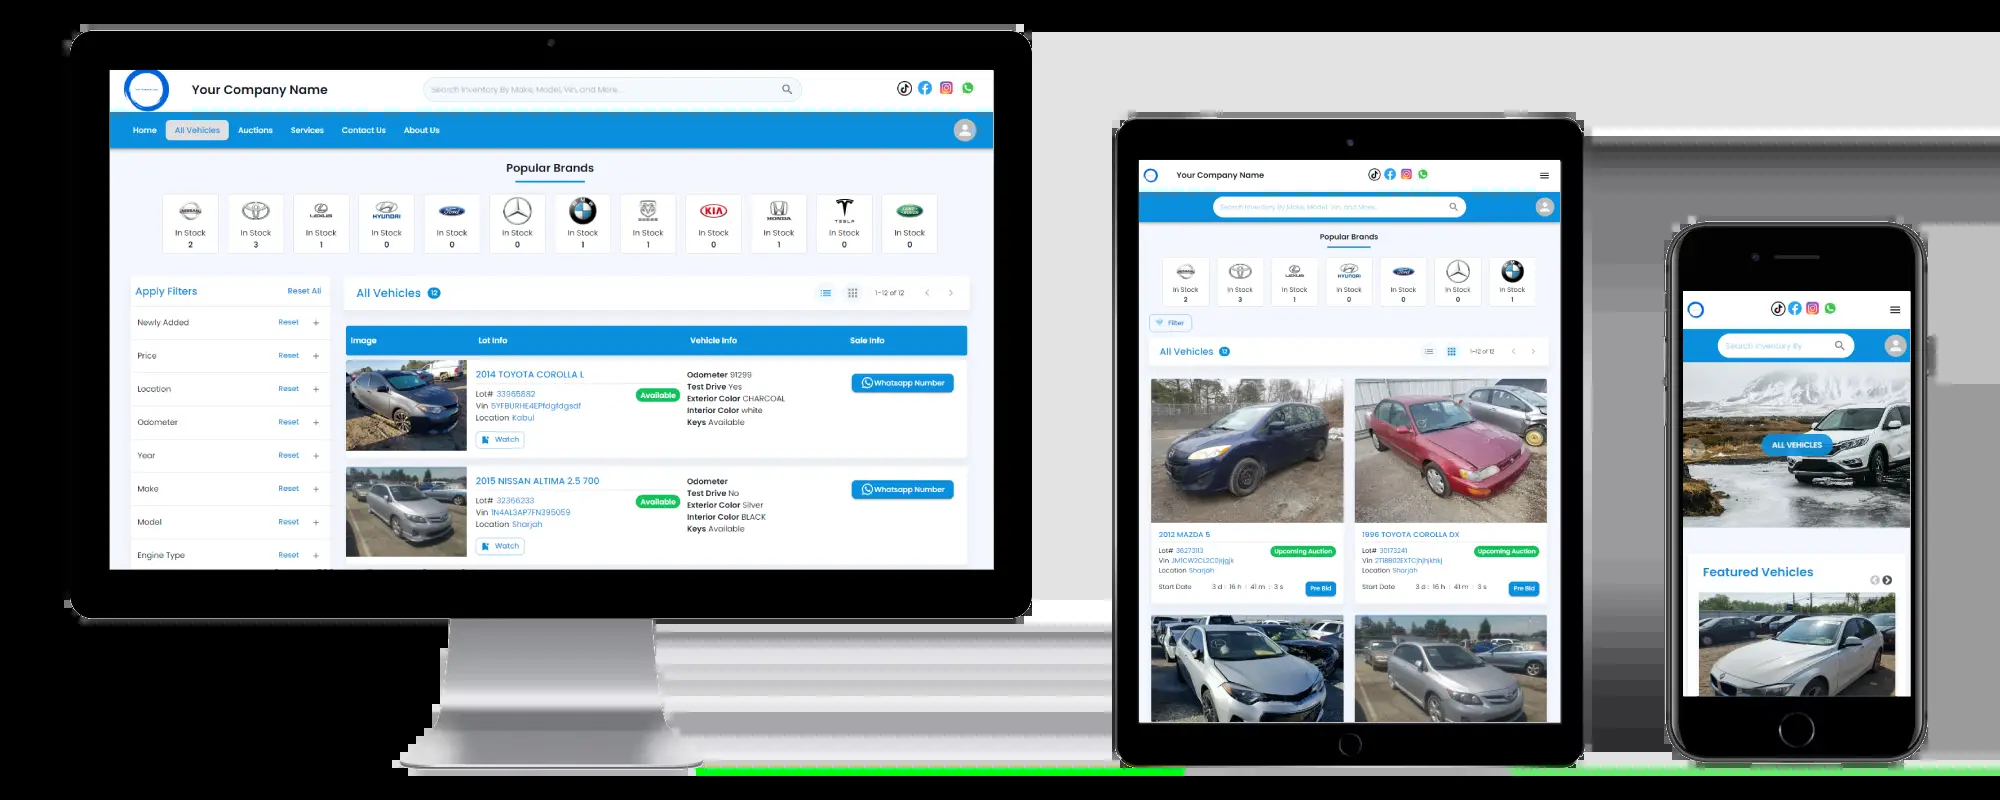 Your Company Name
Search Inventory By Make, Model, Vin, and More...
Home All Vehicles Auctions Services Contact Us About Us
Popular Brands
NISSAN LEXUS HYUNDAI Ford KIA HONDA TESLA
In Stock In Stock In Stock In Stock In Stock In Stock In Stock In Stock In Stock In Stock In Stock In Stock
2 3 1 0 0 0 1 1 0 1 0 0
Apply Filters Reset All
Newly Added Reset +
Price Reset +
Location Reset +
Odometer Reset +
Year Reset +
Make Reset +
Model Reset +
Engine Type Reset +
All Vehicles 12 1-12 of 12
Image Lot Info Vehicle Info Sale Info
2014 TOYOTA COROLLA L
Lot# 33965882
Vin 5YFBURHE4EPfdgfdgsdf
Location Kabul
Watch
Available
Odometer 91299
Test Drive Yes
Exterior Color CHARCOAL
Interior Color white
Keys Available
Whatsapp Number
2015 NISSAN ALTIMA 2.5 700
Lot# 32366233
Vin 1N4AL3AP7FN395059
Location Sharjah
Watch
Available
Odometer
Test Drive No
Exterior Color Silver
Interior Color BLACK
Keys Available
Whatsapp Number
Your Company Name
Search Inventory By Make, Model, Vin, and More...
Popular Brands
NISSAN LEXUS HYUNDAI Ford
In Stock In Stock In Stock In Stock In Stock In Stock In Stock
2 3 1 0 0 0 1
Filter
All Vehicles 12 1-12 of 12
2012 MAZDA 5
Lot# 36273113
Upcoming Auction
Location Sharjah
Start Date 3 d : 16 h : 41 m : 3 s
Pre Bid
1996 TOYOTA COROLLA DX
Lot# 30173241
Upcoming Auction
Location Sharjah
Start Date 3 d : 16 h : 41 m : 3 s
Pre Bid
Search Inventory By
ALL VEHICLES
Featured Vehicles